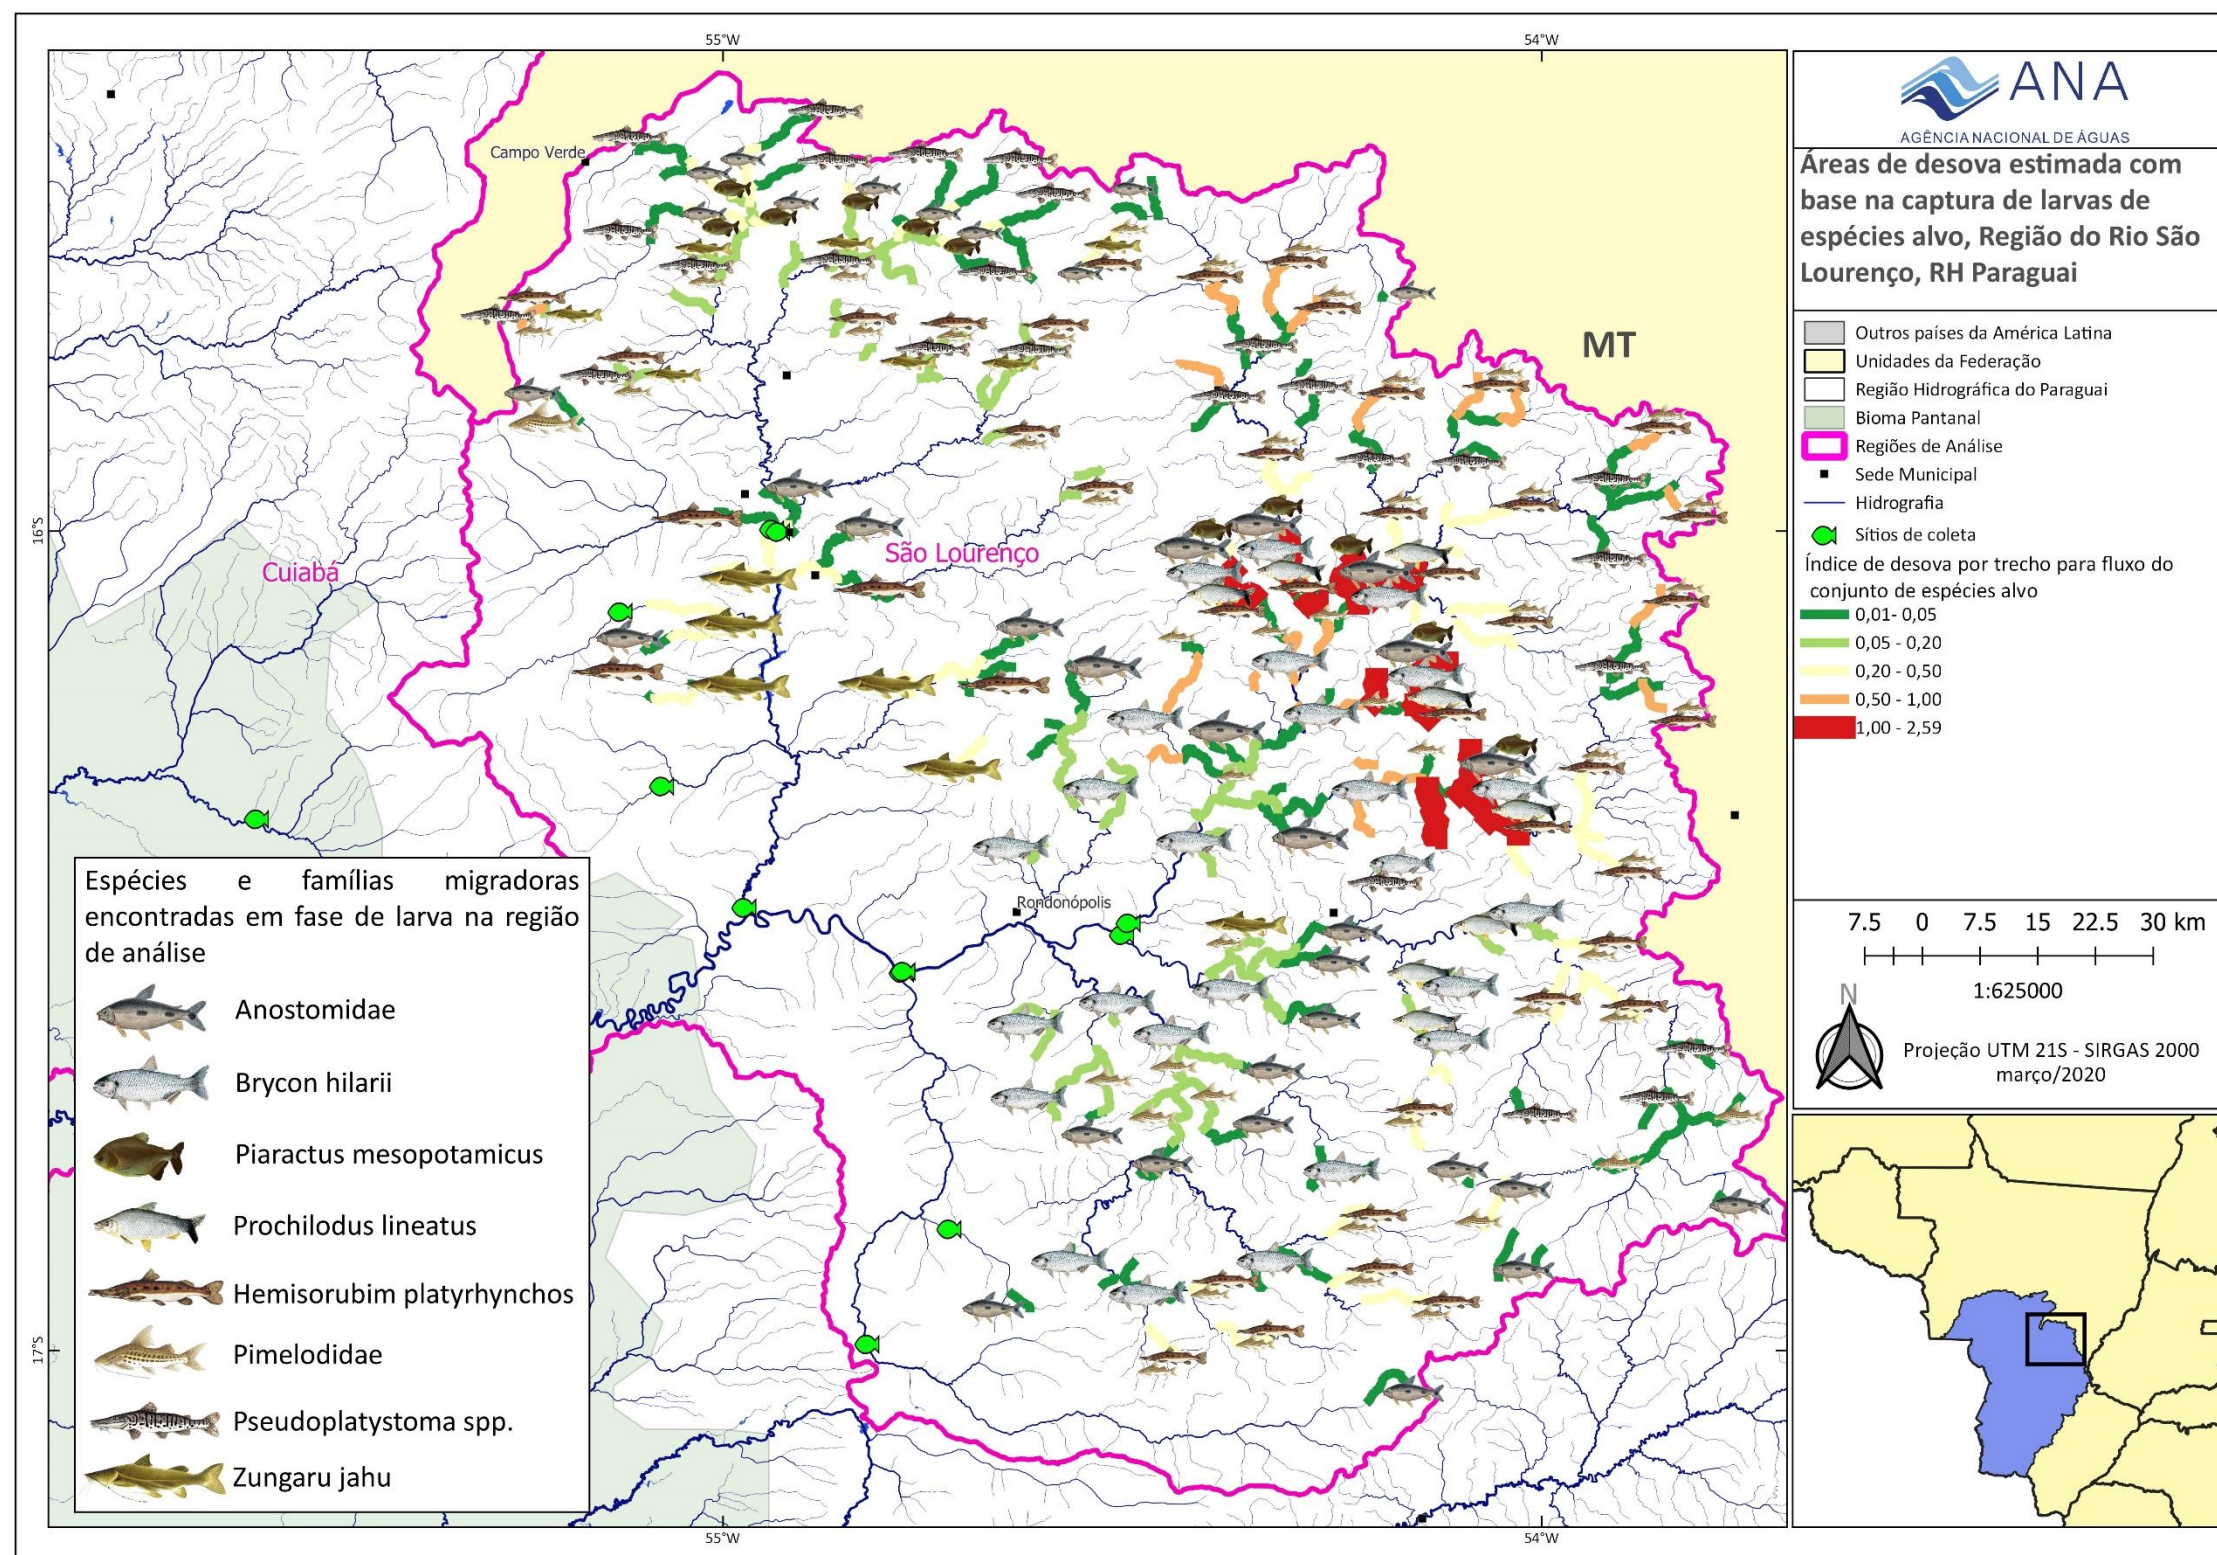 55°W
54°W
Campo Verde
MT
16°S
Cuiabá
São Lourenço
Rondonópolis
17°S
55°W
54°W
Espécies e famílias migradoras
encontradas em fase de larva na região
de análise
Anostomidae
Brycon hilarii
Piaractus mesopotamicus
Prochilodus lineatus
Hemisorubim platyrhynchos
Pimelodidae
Pseudoplatystoma spp.
Zungaru jahu
ANA
AGÊNCIA NACIONAL DE ÁGUAS
Áreas de desova estimada com
base na captura de larvas de
espécies alvo, Região do Rio São
Lourenço, RH Paraguai
Outros países da América Latina
Unidades da Federação
Região Hidrográfica do Paraguai
Bioma Pantanal
Regiões de Análise
Sede Municipal
Hidrografia
Sítios de coleta
Índice de desova por trecho para fluxo do
conjunto de espécies alvo
0,01- 0,05
0,05 - 0,20
0,20 - 0,50
0,50 - 1,00
1,00 - 2,59
7.5 0 7.5 15 22.5 30 km
N
1:625000
Projeção UTM 21S - SIRGAS 2000
março/2020